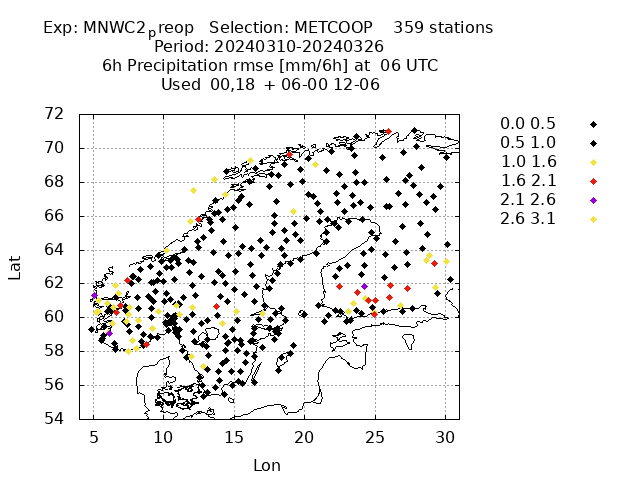 Exp: MNWC2_preop Selection: METCOOP 359 stations
Period: 20240310-20240326
6h Precipitation rmse [mm/6h] at 06 UTC
Used 00,18 + 06-00 12-06
72
70
68
66
64
62
60
58
56
54
5 10 15 20 25 30
Lat
Lon
0.0 0.5
0.5 1.0
1.0 1.6
1.6 2.1
2.1 2.6
2.6 3.1